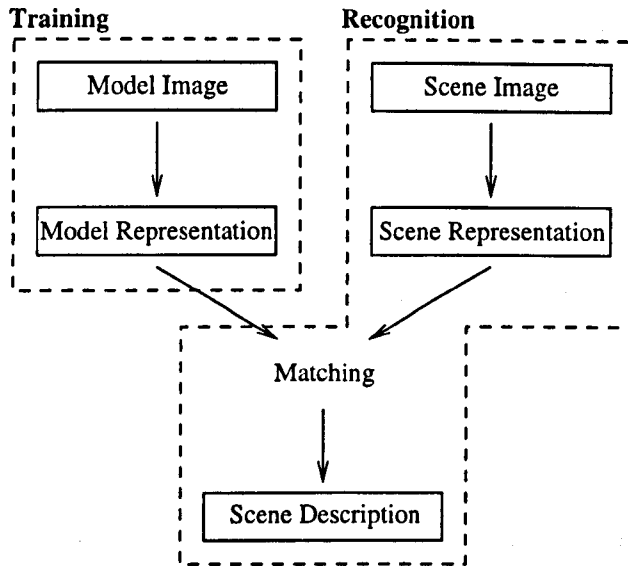 Training
Recognition
Model Image
Scene Image
Model Representation
Scene Representation
Matching
Scene Description